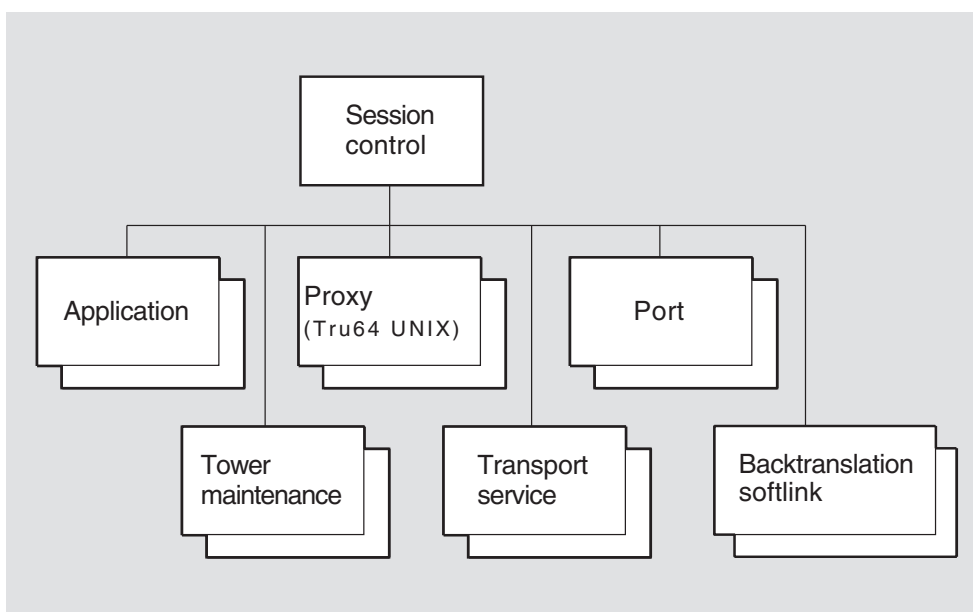 Session
control
Application
Proxy
(Tru64 UNIX)
Port
Tower
maintenance
Transport
service
Backtranslation
softlink